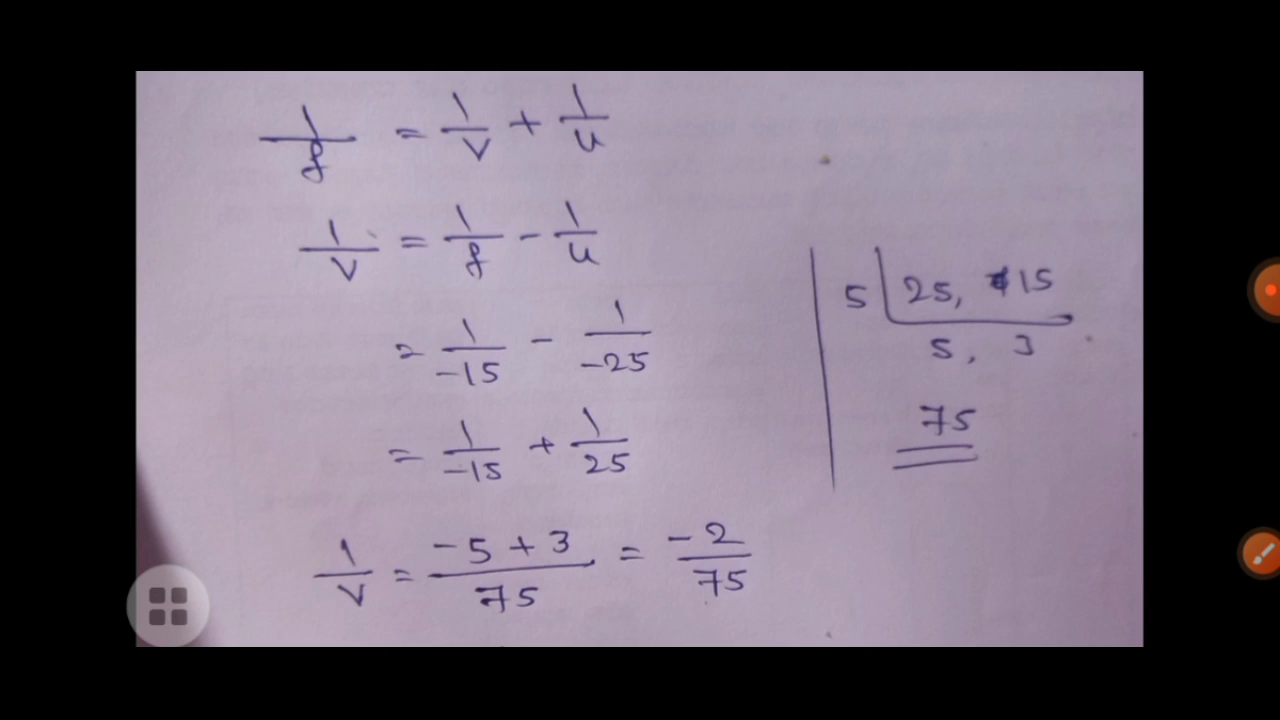 1/f = 1/v + 1/u
1/v = 1/f - 1/u
= 1/-15 - 1/-25
= 1/-15 + 1/25
1/v = -5 + 3/75 = -2/75
5 | 25, 15
5, 3
75